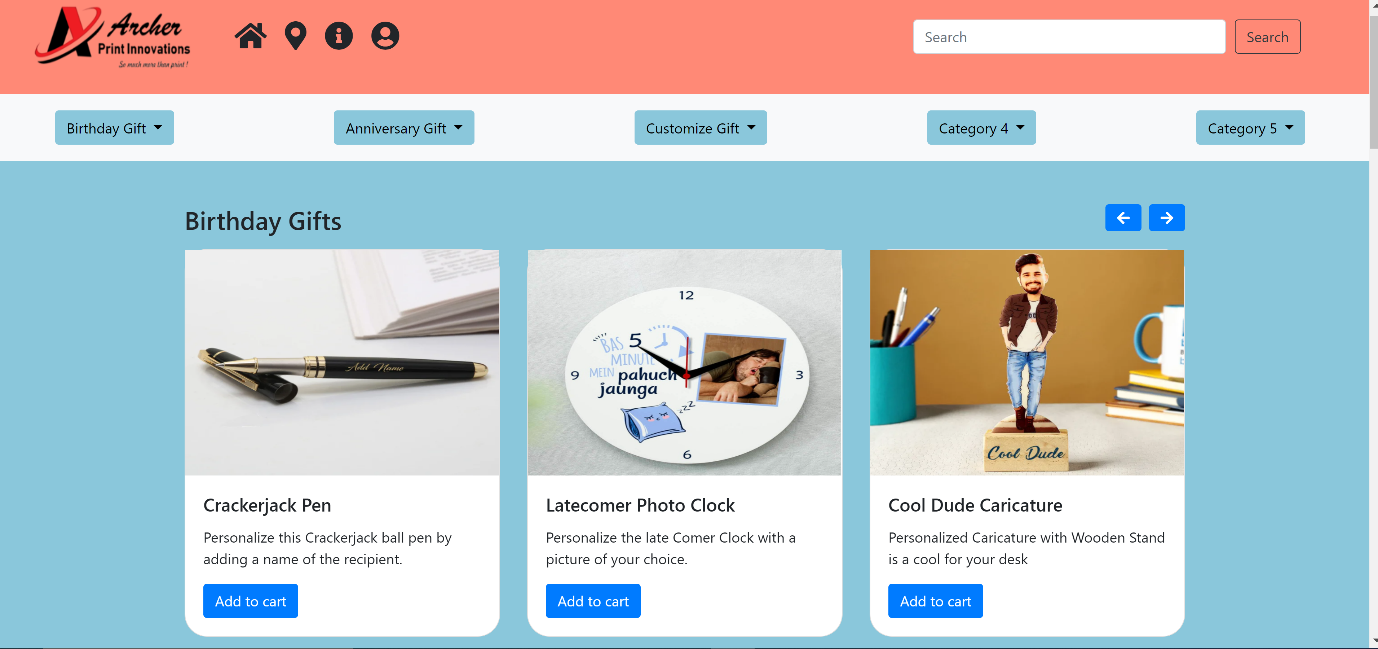 Archer
Print Innovations
So much more than print !
Search
Search
Birthday Gift
Anniversary Gift
Customize Gift
Category 4
Category 5
Birthday Gifts
Add Name
12
5
BAS
MINUTE
MEIN pahuch
jaunga
9
3
zzz
6
Cool Dude
Crackerjack Pen
Personalize this Crackerjack ball pen by
adding a name of the recipient.
Add to cart
Latecomer Photo Clock
Personalize the late Comer Clock with a
picture of your choice.
Add to cart
Cool Dude Caricature
Personalized Caricature with Wooden Stand
is a cool for your desk
Add to cart